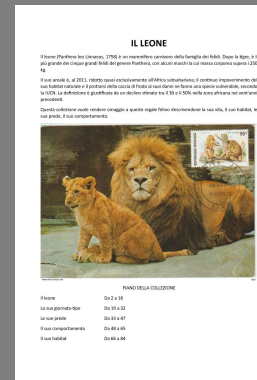 IL LEONE
Il leone (Panthera leo Linnaeus, 1758) è un mammifero carnivoro della famiglia dei felidi. Dopo la tigre, è il
più grande dei cinque grandi felidi del genere Panthera, con alcuni maschi la cui massa corporea supera i 250
kg.
Il suo areale è, al 2011, ridotto quasi esclusivamente all'Africa subsahariana; il continuo impoverimento del
suo habitat naturale e il protrarsi della caccia di frodo ai suoi danni ne fanno una specie vulnerabile, secondo
la IUCN. La definizione è giustificata da un declino stimato tra il 30 e il 50% nella zona africana nei vent'anni
precedenti.
Questa collezione vuole rendere omaggio a questo regale felino descrivendone la sua vita, il suo habitat, le
sue prede, il suo comportamento.
PIANO DELLA COLLEZIONE
Il leone Da 2 a 18
La sua giornata tipo Da 19 a 32
Le sue prede Da 33 a 47
Il suo comportamento Da 48 a 65
Il suo habitat Da 66 a 84